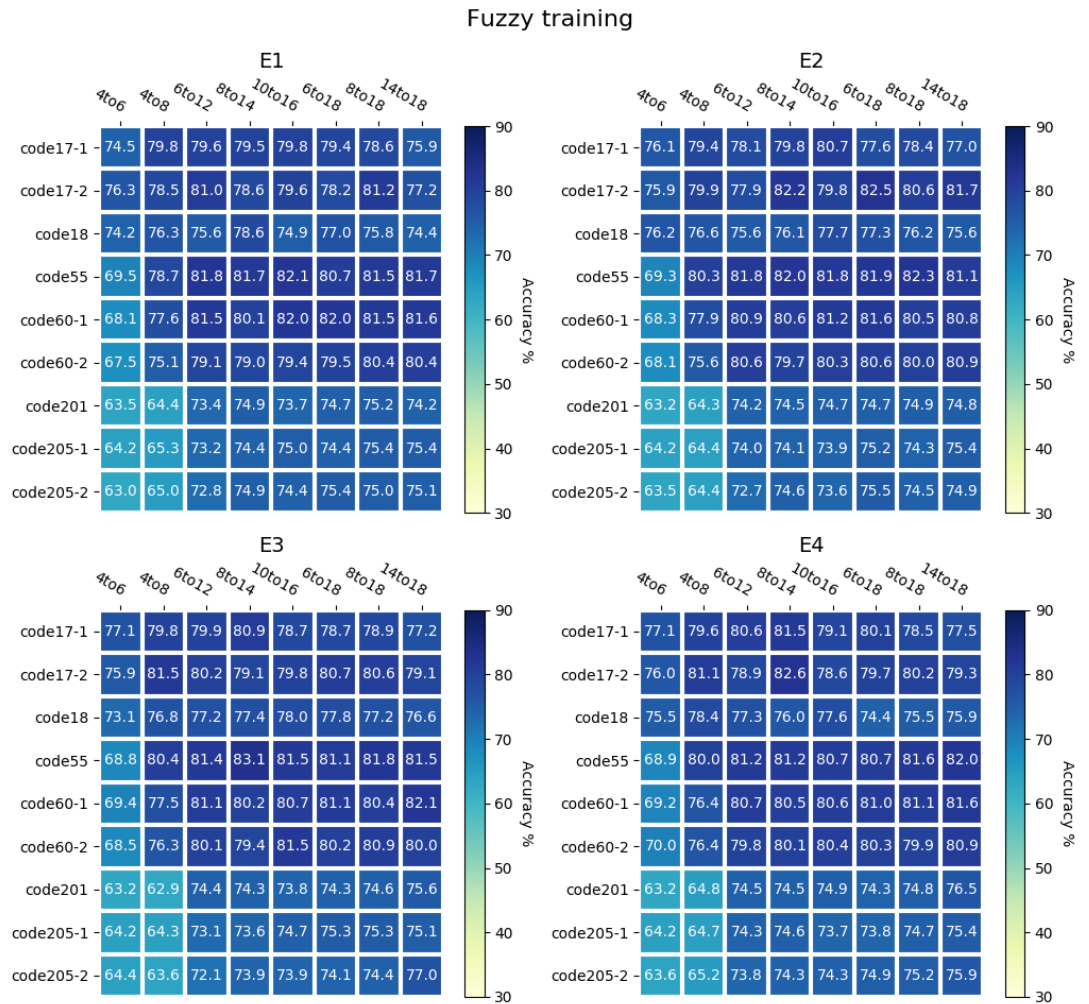 Fuzzy training
E1
4to6 4to8 6to12 8to14 10to16 6to18 8to18 14to18
code17-1 74.5 79.8 79.6 79.5 79.8 79.4 78.6 75.9
code17-2 76.3 78.5 81.0 78.6 79.6 78.2 81.2 77.2
code18 74.2 76.3 75.6 78.6 74.9 77.0 75.8 74.4
code55 69.5 78.7 81.8 81.7 82.1 80.7 81.5 81.7
code60-1 68.1 77.6 81.5 80.1 82.0 82.0 81.5 81.6
code60-2 67.5 75.1 79.1 79.0 79.4 79.5 80.4 80.4
code201 63.5 64.4 73.4 74.9 73.7 74.7 75.2 74.2
code205-1 64.2 65.3 73.2 74.4 75.0 74.4 75.4 75.4
code205-2 63.0 65.0 72.8 74.9 74.4 75.4 75.0 75.1
90
80
70
60
50
40
30
Accuracy %
E2
4to6 4to8 6to12 8to14 10to16 6to18 8to18 14to18
code17-1 76.1 79.4 78.1 79.8 80.7 77.6 78.4 77.0
code17-2 75.9 79.9 77.9 82.2 79.8 82.5 80.6 81.7
code18 76.2 76.6 75.6 76.1 77.7 77.3 76.2 75.6
code55 69.3 80.3 81.8 82.0 81.8 81.9 82.3 81.1
code60-1 68.3 77.9 80.9 80.6 81.2 81.6 80.5 80.8
code60-2 68.1 75.6 80.6 79.7 80.3 80.6 80.0 80.9
code201 63.2 64.3 74.2 74.5 74.7 74.7 74.9 74.8
code205-1 64.2 64.4 74.0 74.1 73.9 75.2 74.3 75.4
code205-2 63.5 64.4 72.7 74.6 73.6 75.5 74.5 74.9
90
80
70
60
50
40
30
Accuracy %
E3
4to6 4to8 6to12 8to14 10to16 6to18 8to18 14to18
code17-1 77.1 79.8 79.9 80.9 78.7 78.7 78.9 77.2
code17-2 75.9 81.5 80.2 79.1 79.8 80.7 80.6 79.1
code18 73.1 76.8 77.2 77.4 78.0 77.8 77.2 76.6
code55 68.8 80.4 81.4 83.1 81.5 81.1 81.8 81.5
code60-1 69.4 77.5 81.1 80.2 80.7 81.1 80.4 82.1
code60-2 68.5 76.3 80.1 79.4 81.5 80.2 80.9 80.0
code201 63.2 62.9 74.4 74.3 73.8 74.3 74.6 75.6
code205-1 64.2 64.3 73.1 73.6 74.7 75.3 75.3 75.1
code205-2 64.4 63.6 72.1 73.9 73.9 74.1 74.4 77.0
90
80
70
60
50
40
30
Accuracy %
E4
4to6 4to8 6to12 8to14 10to16 6to18 8to18 14to18
code17-1 77.1 79.6 80.6 81.5 79.1 80.1 78.5 77.5
code17-2 76.0 81.1 78.9 82.6 78.6 79.7 80.2 79.3
code18 75.5 78.4 77.3 76.0 77.6 74.4 75.5 75.9
code55 68.9 80.0 81.2 81.2 80.7 80.7 81.6 82.0
code60-1 69.2 76.4 80.7 80.5 80.6 81.0 81.1 81.6
code60-2 70.0 76.4 79.8 80.1 80.4 80.3 79.9 80.9
code201 63.2 64.8 74.5 74.5 74.9 74.3 74.8 76.5
code205-1 64.2 64.7 74.3 74.6 73.7 73.8 74.7 75.4
code205-2 63.6 65.2 73.8 74.3 74.3 74.9 75.2 75.9
90
80
70
60
50
40
30
Accuracy %